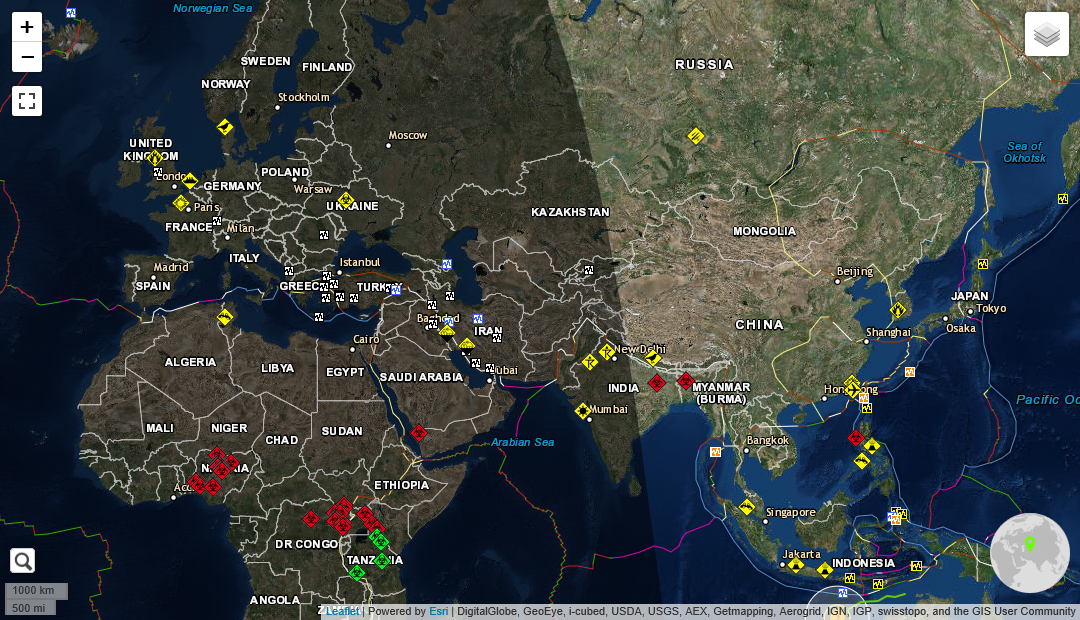 Norwegian Sea
+
−
SWEDEN
FINLAND
RUSSIA
NORWAY
Stockholm
Moscow
UNITED
KINGDOM
Sea of
Okhotsk
London
POLAND
GERMANY
Warsaw
UKRAINE
Paris
KAZAKHSTAN
FRANCE
Milan
MONGOLIA
ITALY
Istanbul
Madrid
Beijing
SPAIN
TURKEY
JAPAN
Tokyo
Baghdad
IRAN
CHINA
Osaka
Shanghai
Cairo
New Delhi
ALGERIA
LIBYA
EGYPT
Dubai
SAUDI ARABIA
INDIA
MYANMAR
(BURMA)
Hong Kong
Pacific Oc
Mumbai
MALI
NIGER
SUDAN
CHAD
Arabian Sea
Bangkok
NIGERIA
ETHIOPIA
Singapore
DR CONGO
Jakarta
TANZANIA
INDONESIA
1000 km
500 mi
ANGOLA
Leaflet | Powered by Esri | DigitalGlobe, GeoEye, i-cubed, USDA, USGS, AEX, Getmapping, Aerogrid, IGN, IGP, swisstopo, and the GIS User Community